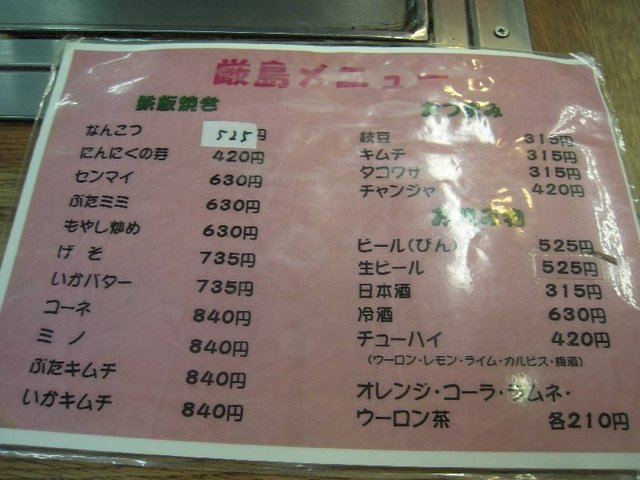 厳島メニュー
鉄板焼き
なんこつ 525円
にんにくの芽 420円
センマイ 630円
ぶたミミ 630円
もやし炒め 630円
げそ 735円
いかバター 735円
コーネ 840円
ミノ 840円
ぶたキムチ 840円
いかキムチ 840円
おつまみ
枝豆 315円
キムチ 315円
タコワサ 315円
チャンジャ 420円
お飲み物
ビール(びん) 525円
生ビール 525円
日本酒 315円
冷酒 630円
チューハイ 420円
(ウーロン・レモン・ライム・カルピス・梅酒)
オレンジ・コーラ・ラムネ・
ウーロン茶 各210円